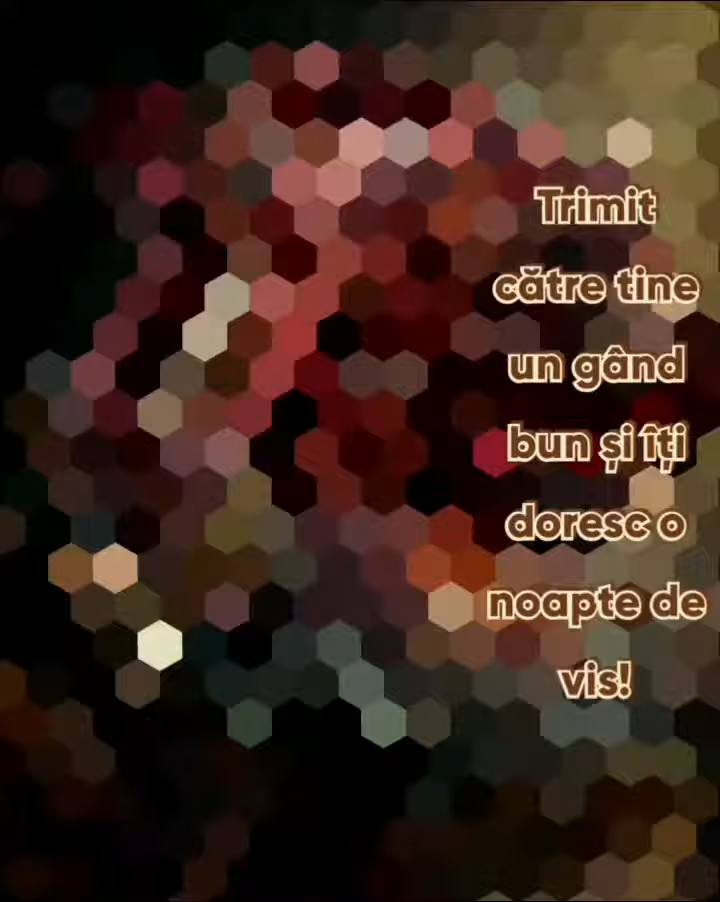 Trimit
către tine
un gând
bun și îți
doresc o
noapte de
vis!